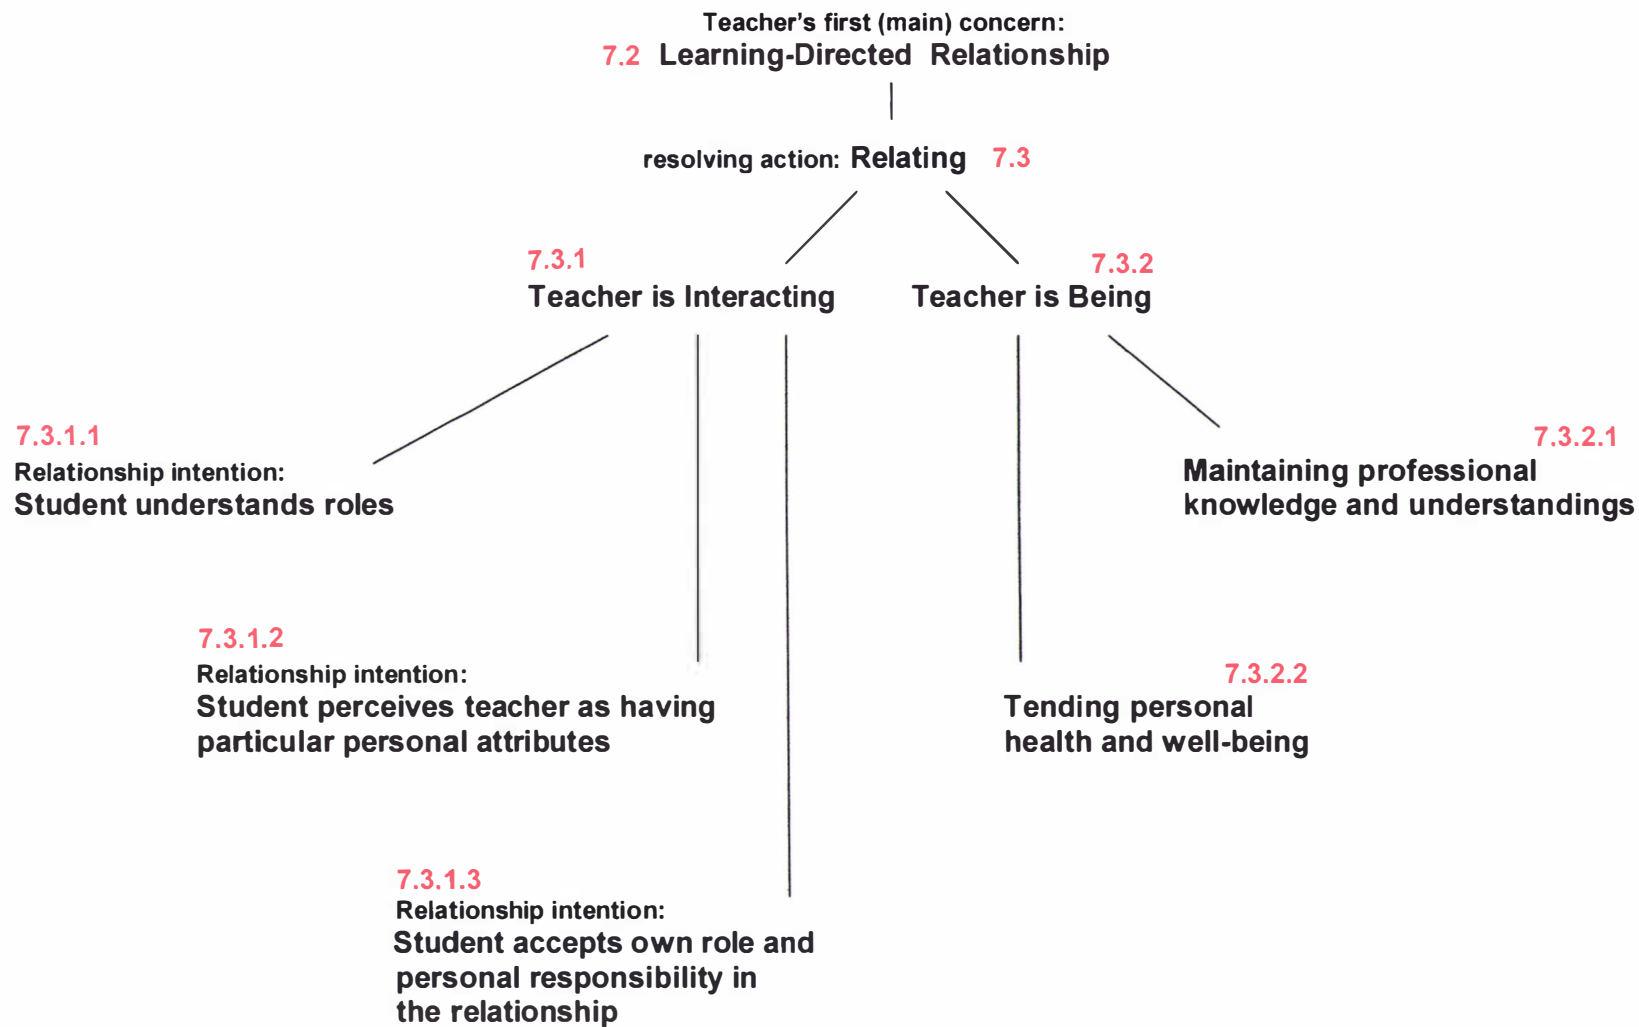 Teacher's first (main) concern:
7.2 Learning-Directed Relationship
resolving action: Relating 7.3
7.3.1
Teacher is Interacting
7.3.2
Teacher is Being
7.3.1.1
Relationship intention:
Student understands roles
7.3.2.1
Maintaining professional
knowledge and understandings
7.3.1.2
Relationship intention:
Student perceives teacher as having
particular personal attributes
7.3.2.2
Tending personal
health and well-being
7.3.1.3
Relationship intention:
Student accepts own role and
personal responsibility in
the relationship